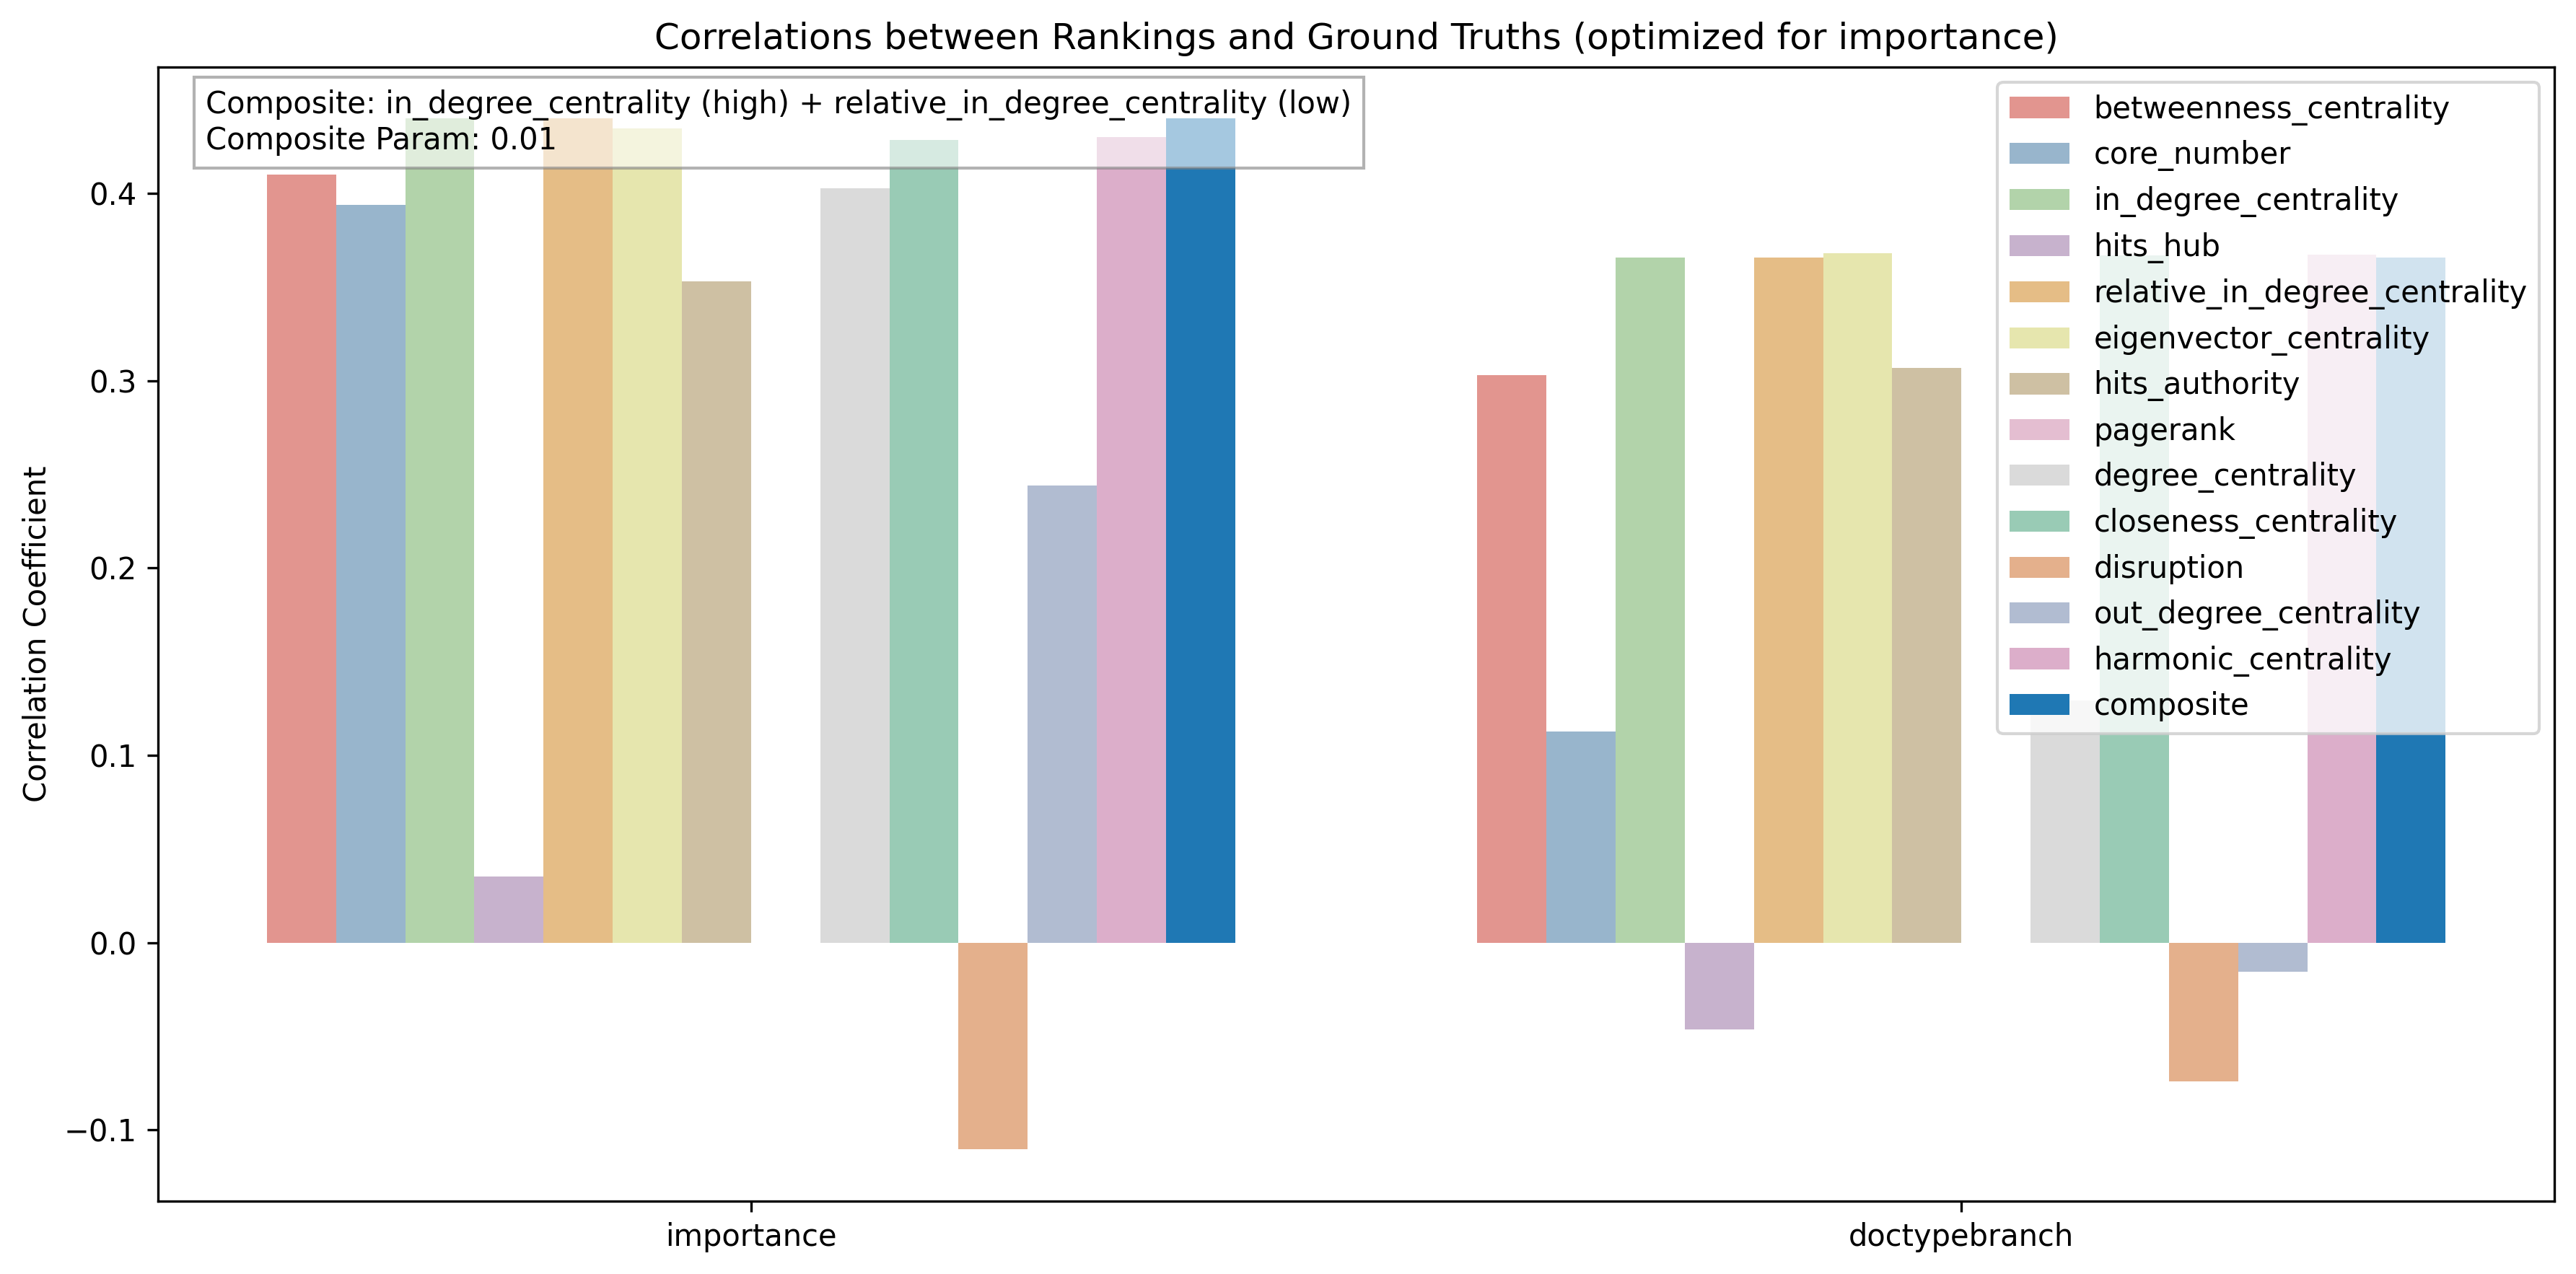 Correlations between Rankings and Ground Truths (optimized for importance)
Composite: in_degree_centrality (high) + relative_in_degree_centrality (low)
Composite Param: 0.01
betweenness_centrality
core_number
in_degree_centrality
hits_hub
relative_in_degree_centrality
eigenvector_centrality
hits_authority
pagerank
degree_centrality
closeness_centrality
disruption
out_degree_centrality
harmonic_centrality
composite
Correlation Coefficient
0.4
0.3
0.2
0.1
0.0
−0.1
importance
doctypebranch